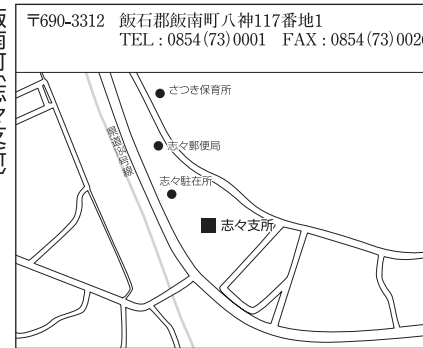 飯南町(志々支所)
〒690-3312 飯石郡飯南町八神117番地1
TEL : 0854(73)0001 FAX : 0854(73)0026
さつき保育所
志々郵便局
志々駐在所
志々支所